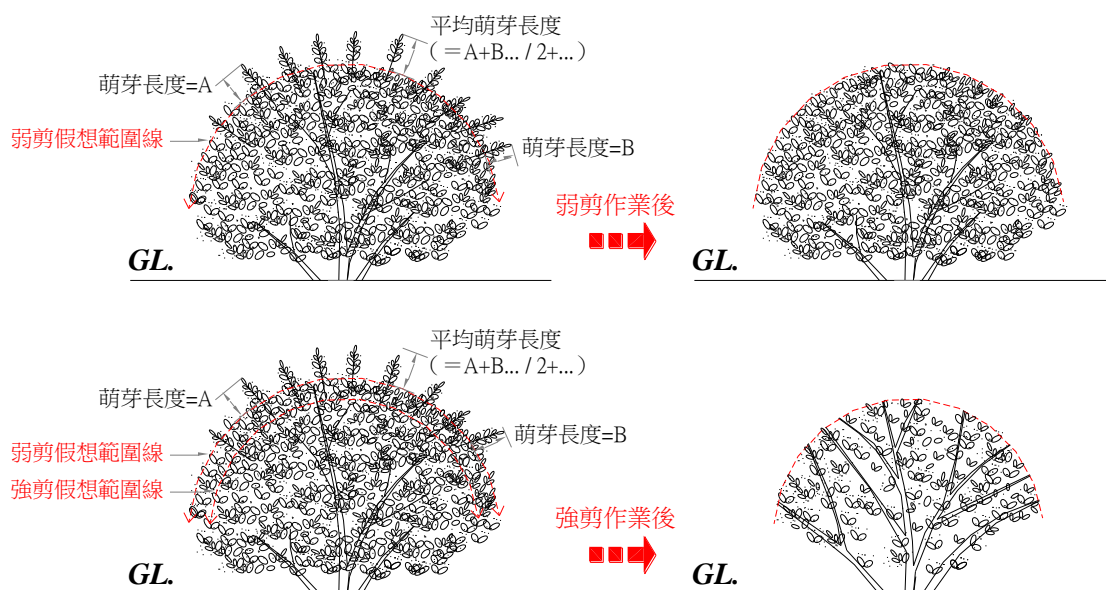 平均萌芽長度
（＝A+B... / 2+...）
萌芽長度=A
弱剪假想範圍線
萌芽長度=B
弱剪作業後
GL.
GL.
平均萌芽長度
（＝A+B... / 2+...）
萌芽長度=A
萌芽長度=B
弱剪假想範圍線
強剪假想範圍線
強剪作業後
GL.
GL.